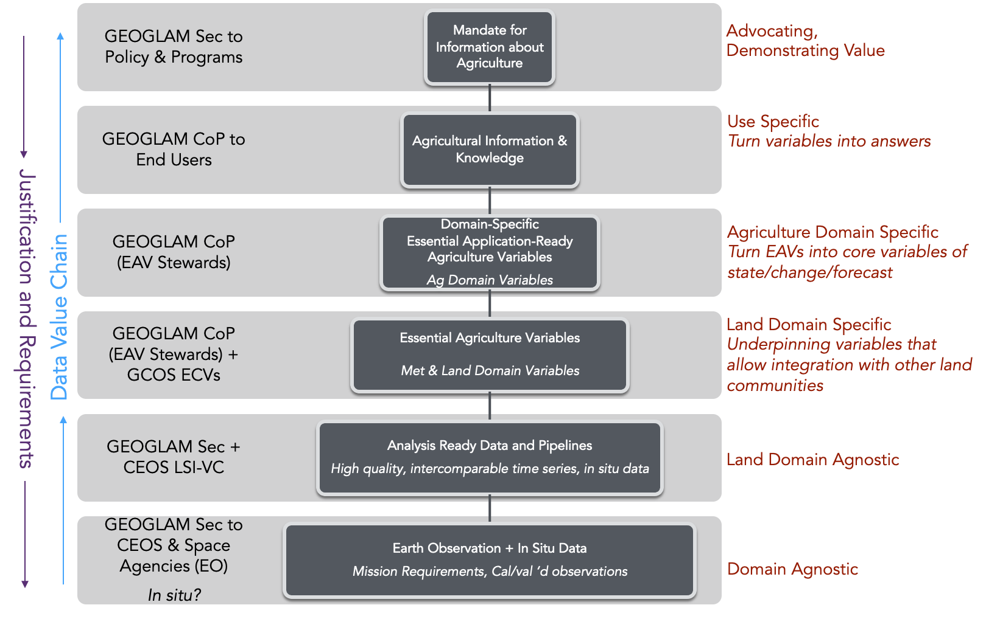 GEOGLAM Sec to
Policy & Programs
Mandate for
Information about
Agriculture
Advocating,
Demonstrating Value
GEOGLAM CoP to
End Users
Agricultural Information &
Knowledge
Use Specific
Turn variables into answers
GEOGLAM CoP
(EAV Stewards)
Domain-Specific
Essential Application-Ready
Agriculture Variables
Ag Domain Variables
Agriculture Domain Specific
Turn EAVs into core variables of
state/change/forecast
GEOGLAM CoP
(EAV Stewards) +
GCOS ECVs
Essential Agriculture Variables
Met & Land Domain Variables
Land Domain Specific
Underpinning variables that
allow integration with other land
communities
GEOGLAM Sec +
CEOS LSI-VC
Analysis Ready Data and Pipelines
High quality, intercomparable time series, in situ data
Land Domain Agnostic
GEOGLAM Sec to
CEOS & Space
Agencies (EO)
In situ?
Earth Observation + In Situ Data
Mission Requirements, Cal/val ‘d observations
Domain Agnostic
Justification and Requirements
Data Value Chain